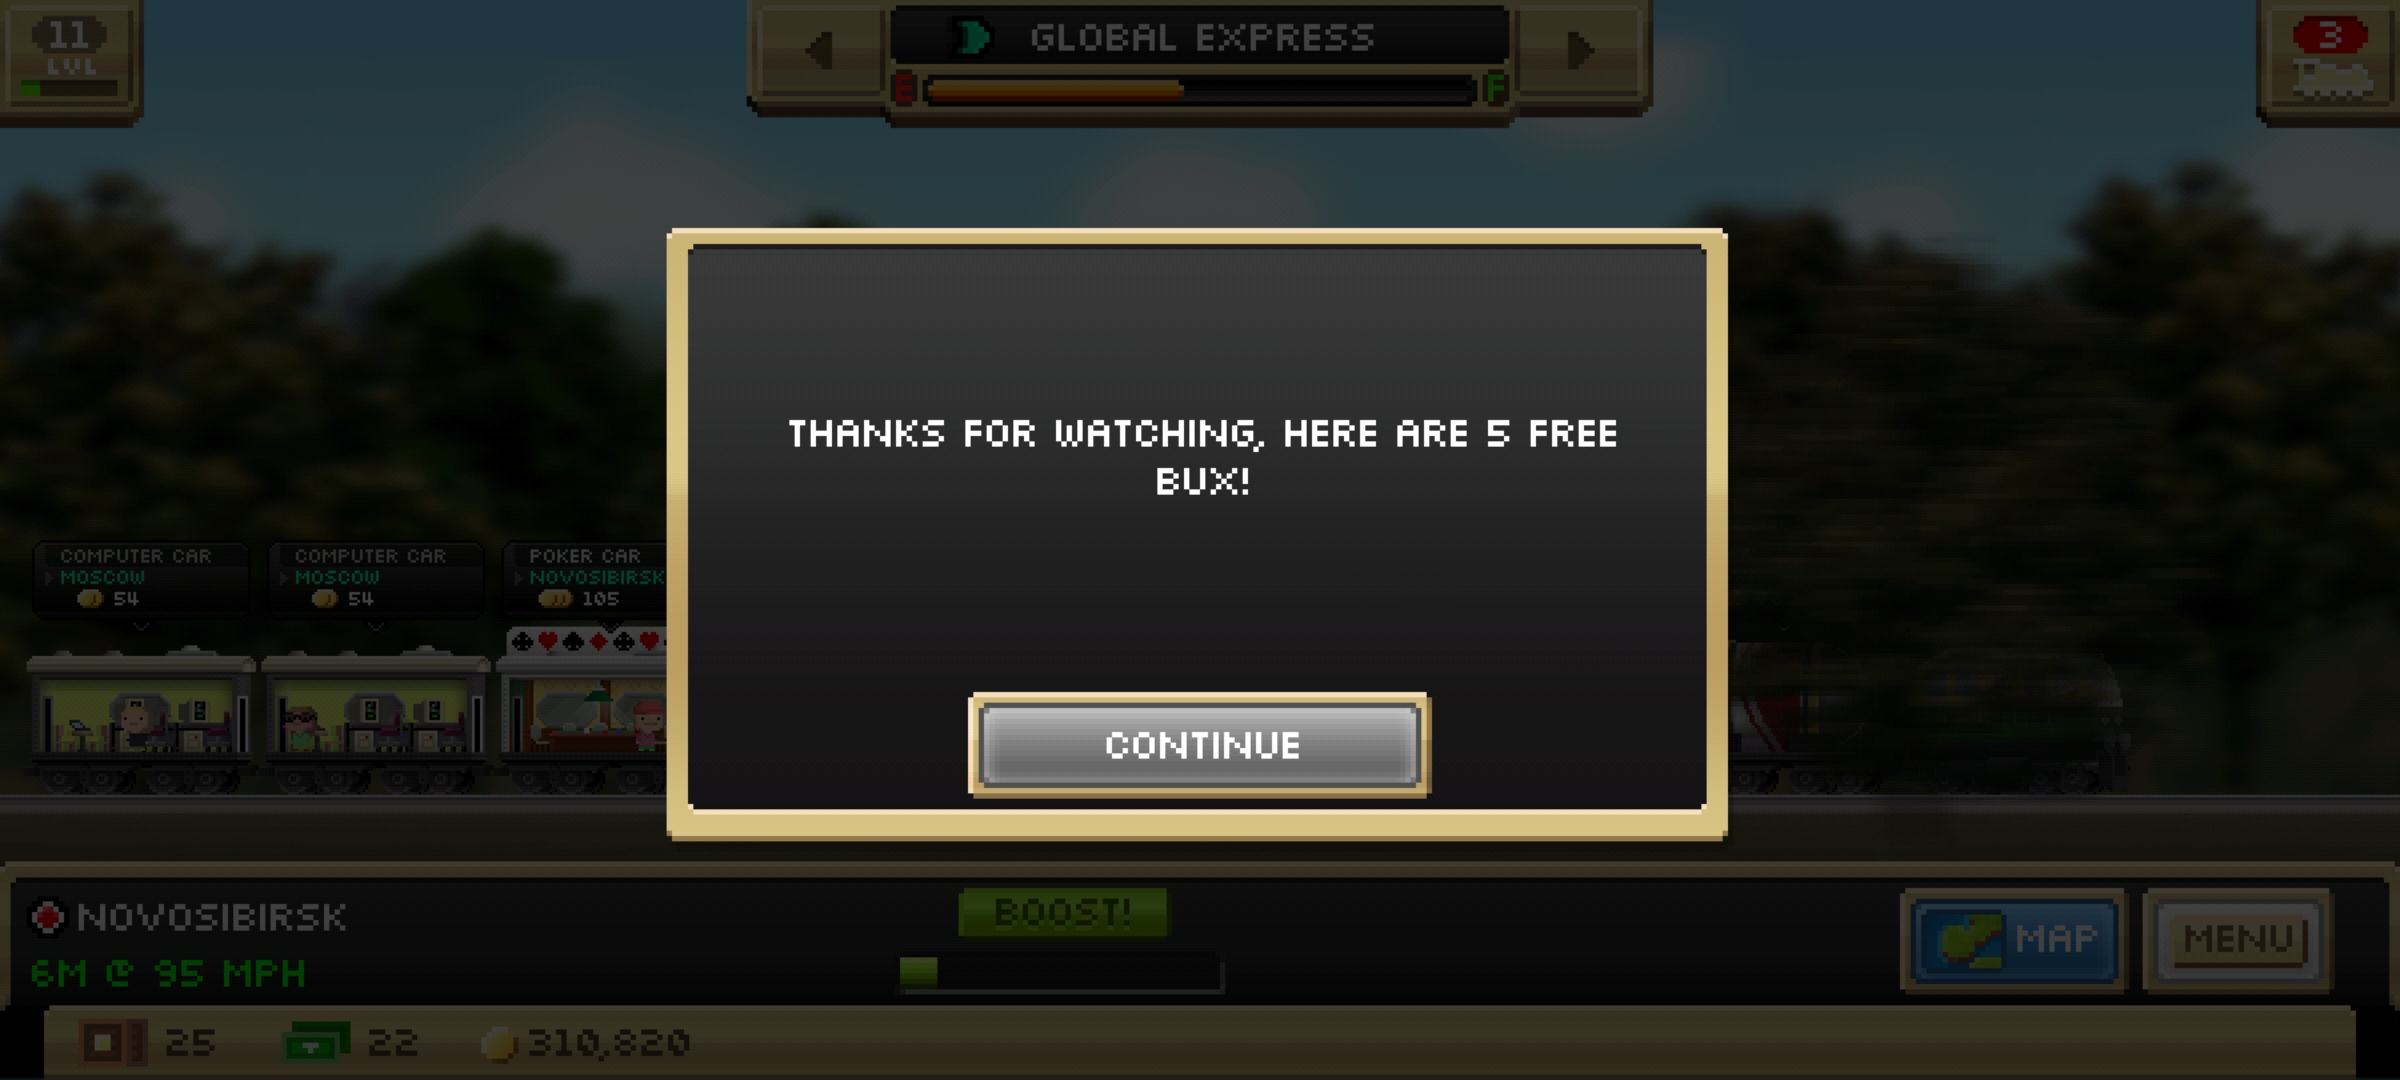 11
LVL
GLOBAL EXPRESS
E
F
3
THANKS FOR WATCHING, HERE ARE 5 FREE
BUX!
CONTINUE
COMPUTER CAR
MOSCOW
54
COMPUTER CAR
MOSCOW
54
POKER CAR
NOVOSIBIRSK
105
NOVOSIBIRSK
6M @ 95 MPH
BOOST!
MAP
MENU
25
22
310,820